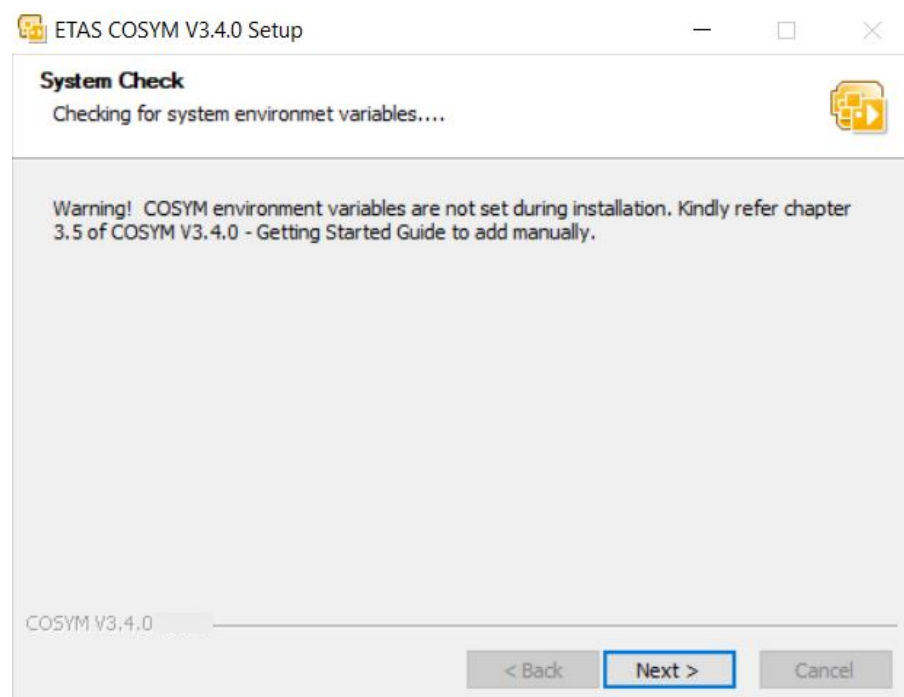 ETAS COSYM V3.4.0 Setup
System Check
Checking for system environmet variables....
Warning!  COSYM environment variables are not set during installation. Kindly refer chapter
3.5 of COSYM V3.4.0 - Getting Started Guide to add manually.
COSYM V3.4.0
< Back
Next >
Cancel